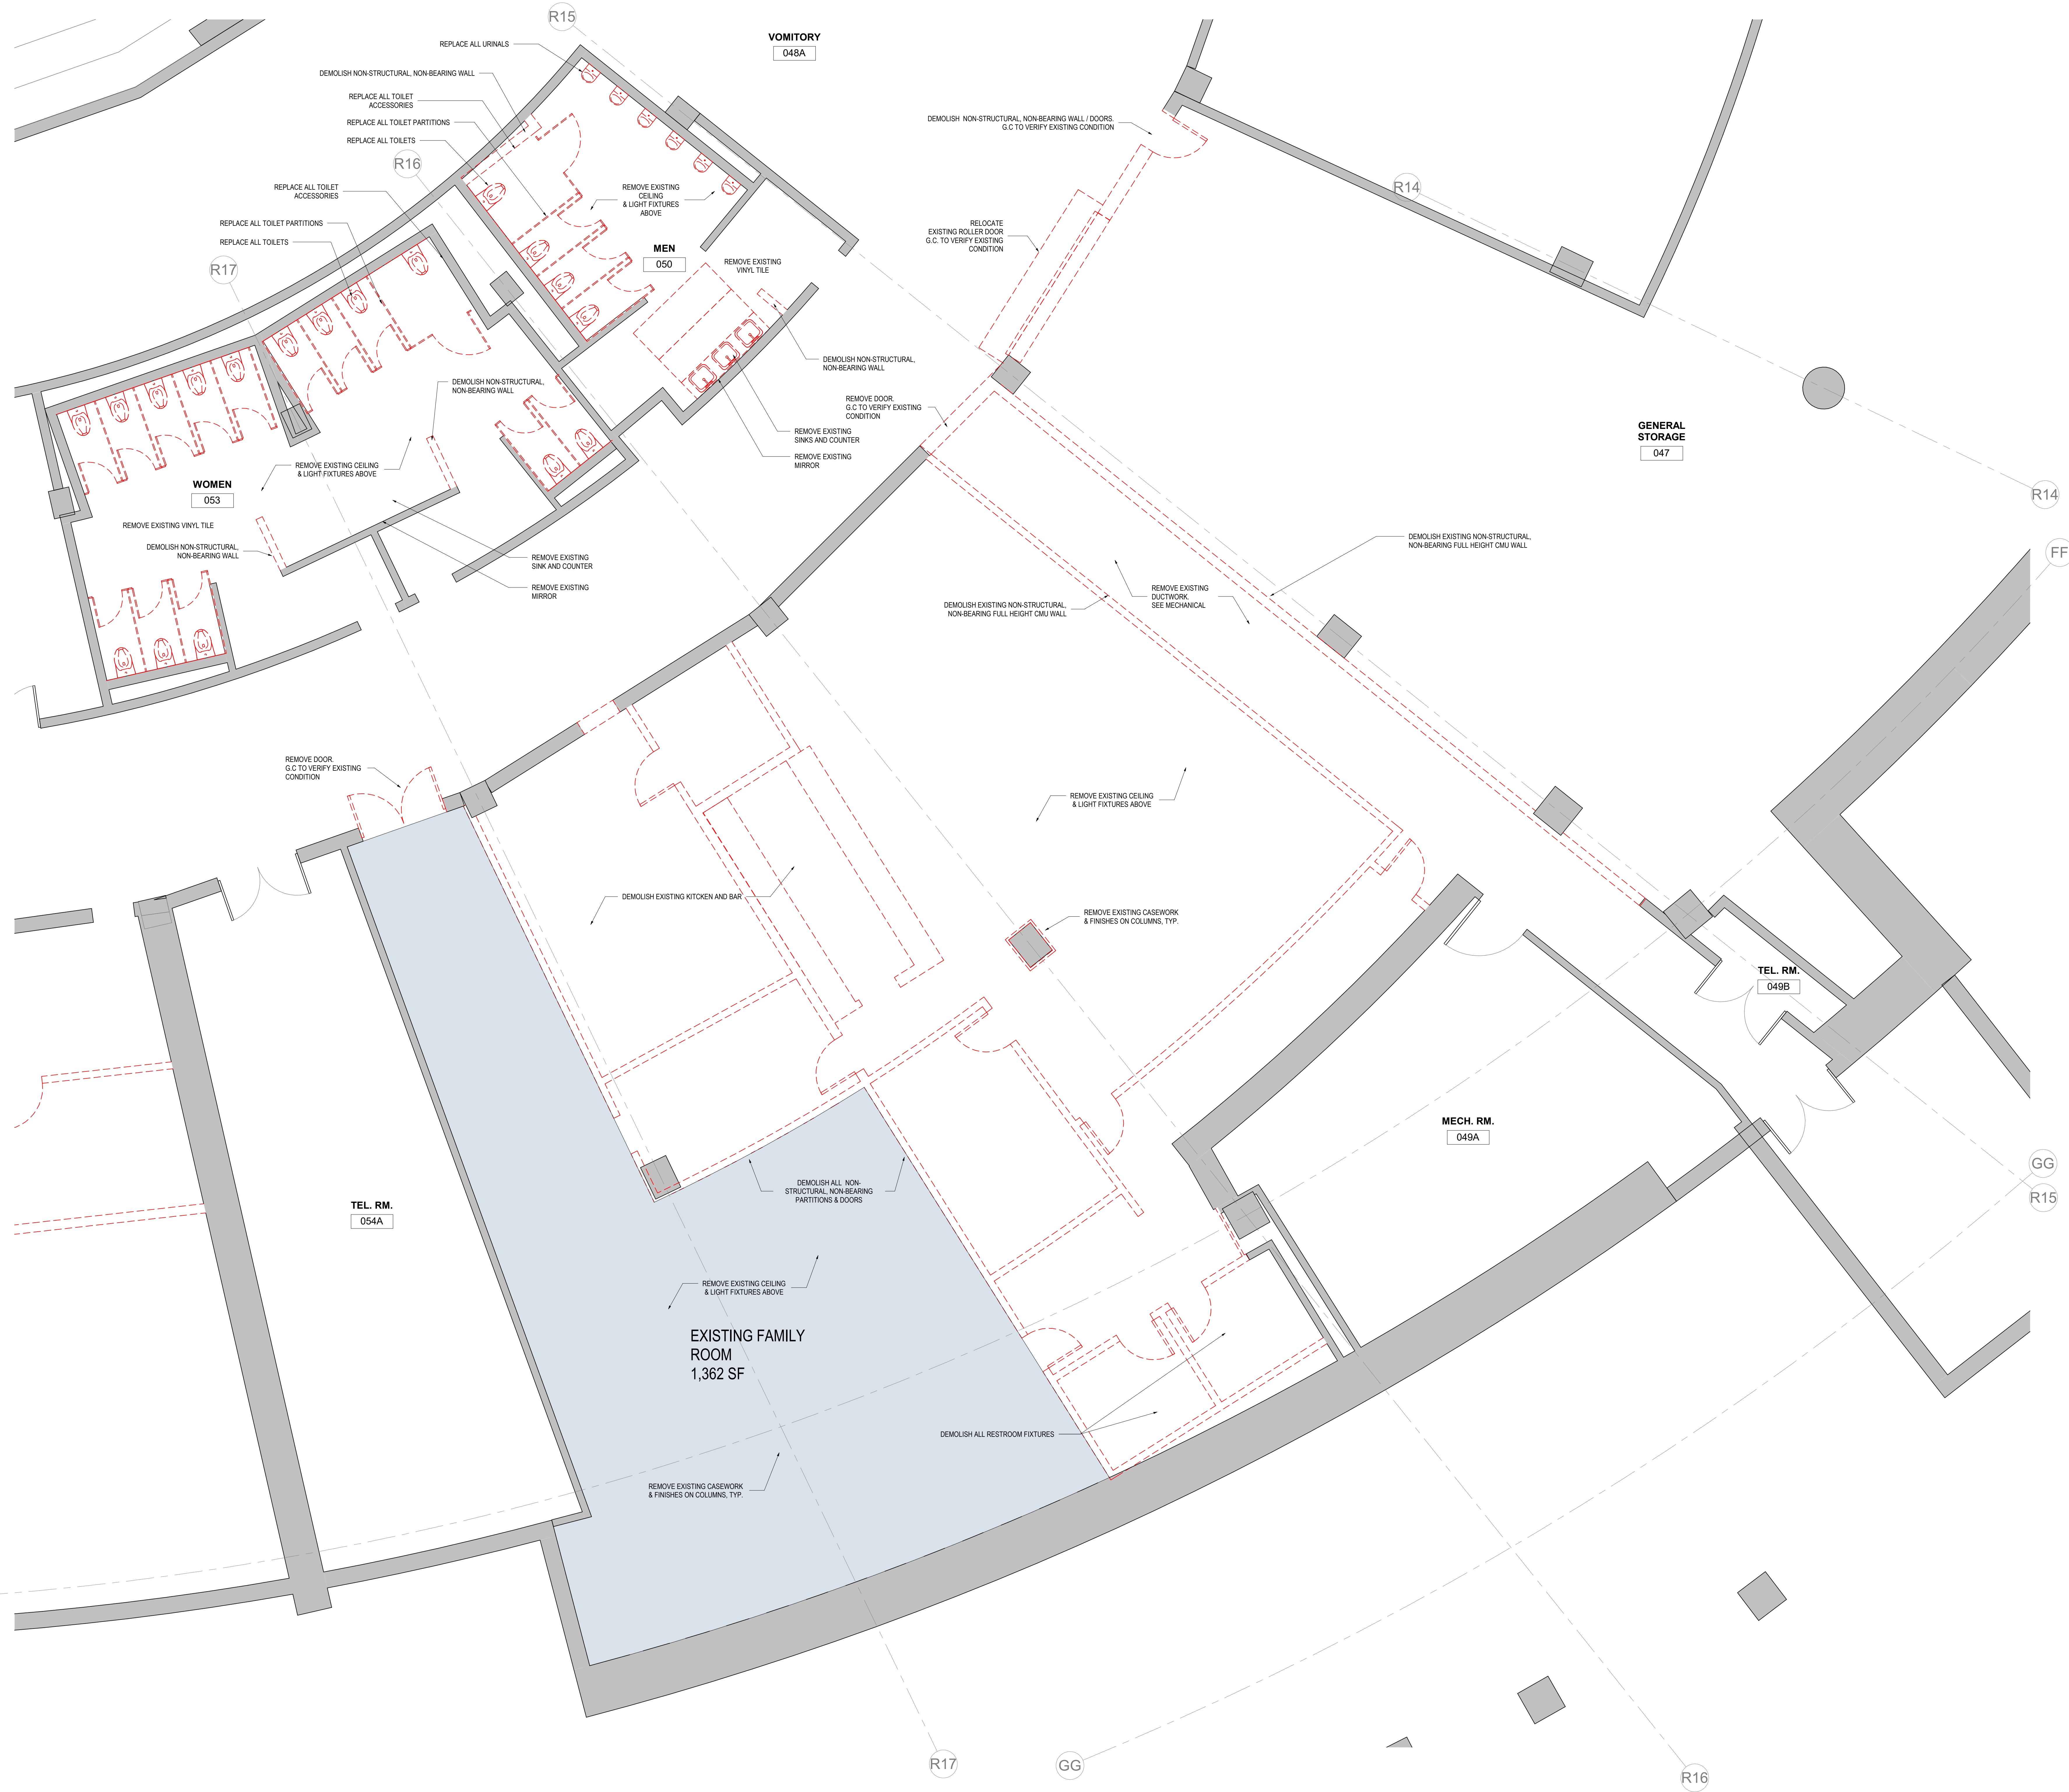 R15
VOMITORY
048A
REPLACE ALL URINALS
DEMOLISH NON-STRUCTURAL, NON-BEARING WALL
REPLACE ALL TOILET
ACCESSORIES
REPLACE ALL TOILET PARTITIONS
REPLACE ALL TOILETS
R16
DEMOLISH  NON-STRUCTURAL, NON-BEARING WALL / DOORS.
G.C TO VERIFY EXISTING CONDITION
REPLACE ALL TOILET
ACCESSORIES
REPLACE ALL TOILET PARTITIONS
REPLACE ALL TOILETS
R17
REMOVE EXISTING
CEILING
& LIGHT FIXTURES
ABOVE
MEN
050
REMOVE EXISTING
VINYL TILE
R14
RELOCATE
EXISTING ROLLER DOOR
G.C. TO VERIFY EXISTING
CONDITION
DEMOLISH NON-STRUCTURAL,
NON-BEARING WALL
DEMOLISH NON-STRUCTURAL,
NON-BEARING WALL
REMOVE DOOR.
G.C TO VERIFY EXISTING
CONDITION
REMOVE EXISTING
SINKS AND COUNTER
REMOVE EXISTING
MIRROR
GENERAL
STORAGE
047
REMOVE EXISTING CEILING
& LIGHT FIXTURES ABOVE
WOMEN
053
R14
REMOVE EXISTING VINYL TILE
DEMOLISH NON-STRUCTURAL,
NON-BEARING WALL
REMOVE EXISTING
SINK AND COUNTER
REMOVE EXISTING
MIRROR
DEMOLISH EXISTING NON-STRUCTURAL,
NON-BEARING FULL HEIGHT CMU WALL
FF
REMOVE EXISTING
DUCTWORK.
SEE MECHANICAL
DEMOLISH EXISTING NON-STRUCTURAL,
NON-BEARING FULL HEIGHT CMU WALL
REMOVE DOOR.
G.C TO VERIFY EXISTING
CONDITION
REMOVE EXISTING CEILING
& LIGHT FIXTURES ABOVE
DEMOLISH EXISTING KITCKEN AND BAR
REMOVE EXISTING CASEWORK
& FINISHES ON COLUMNS, TYP.
TEL. RM.
049B
MECH. RM.
049A
GG
R15
DEMOLISH ALL  NON-
STRUCTURAL, NON-BEARING
PARTITIONS & DOORS
TEL. RM.
054A
REMOVE EXISTING CEILING
& LIGHT FIXTURES ABOVE
EXISTING FAMILY
ROOM
1,362 SF
DEMOLISH ALL RESTROOM FIXTURES
REMOVE EXISTING CASEWORK
& FINISHES ON COLUMNS, TYP.
R17
GG
R16